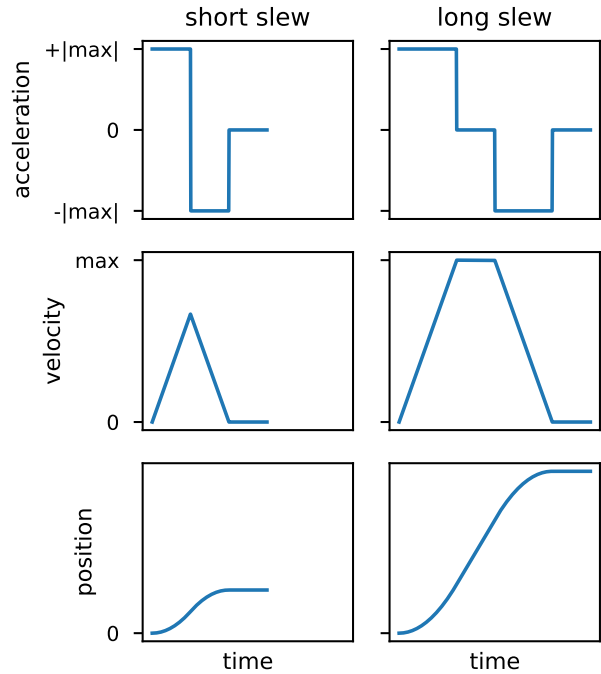 short slew
long slew
acceleration
+|max|
0
-|max|
velocity
max
0
position
0
time
time